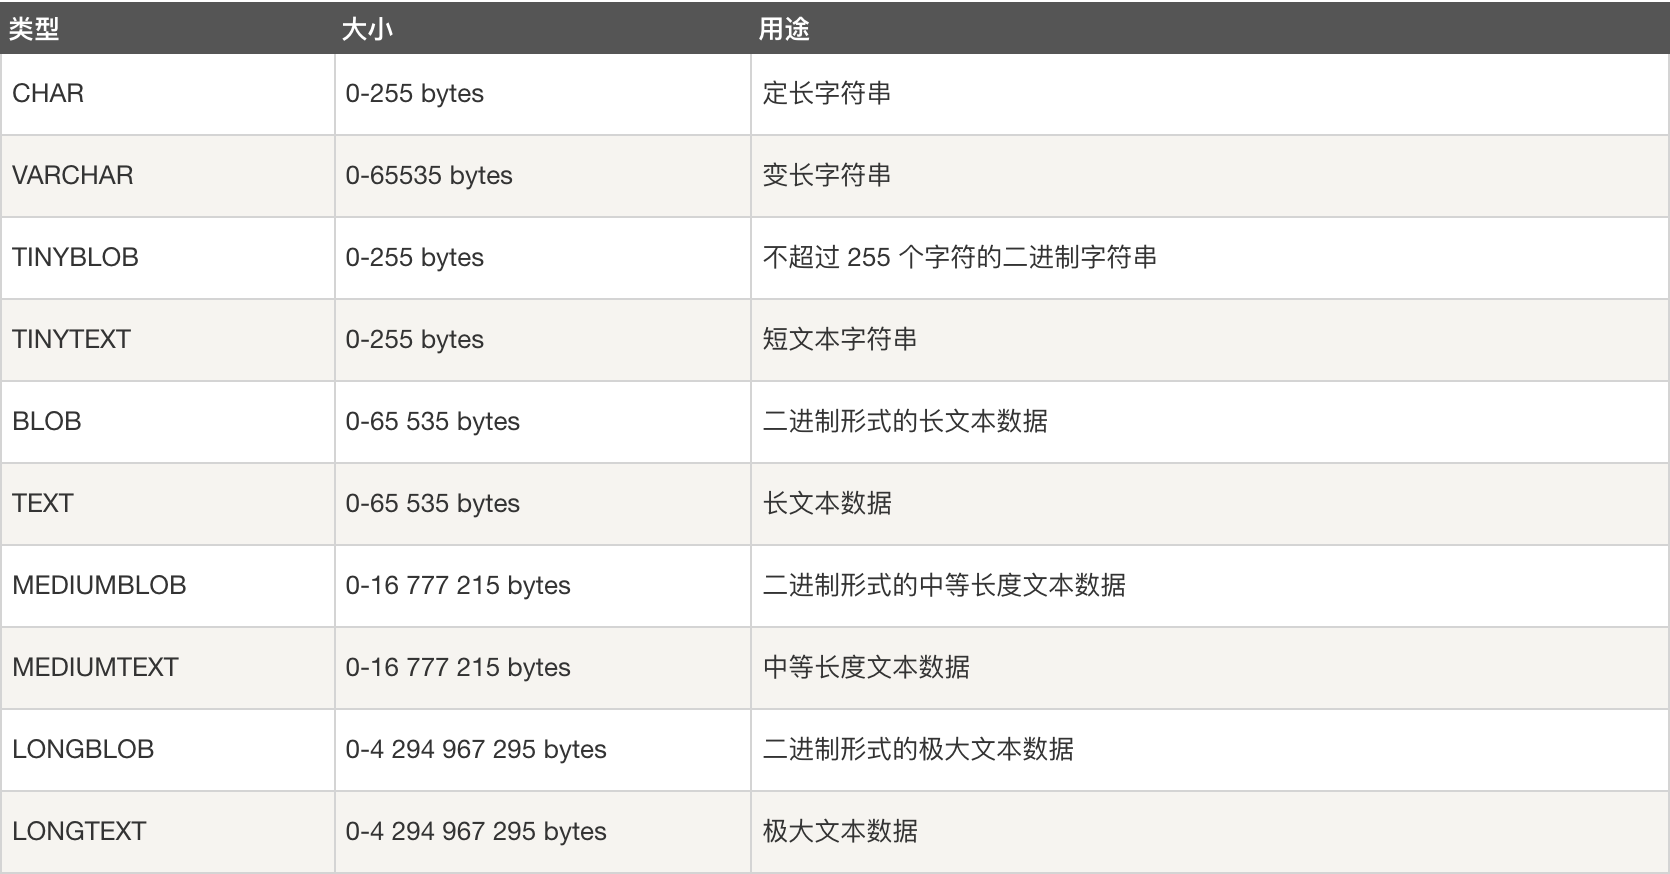 类型 大小 用途
CHAR 0-255 bytes 定长字符串
VARCHAR 0-65535 bytes 变长字符串
TINYBLOB 0-255 bytes 不超过 255 个字符的二进制字符串
TINYTEXT 0-255 bytes 短文本字符串
BLOB 0-65 535 bytes 二进制形式的长文本数据
TEXT 0-65 535 bytes 长文本数据
MEDIUMBLOB 0-16 777 215 bytes 二进制形式的中等长度文本数据
MEDIUMTEXT 0-16 777 215 bytes 中等长度文本数据
LONGBLOB 0-4 294 967 295 bytes 二进制形式的极大文本数据
LONGTEXT 0-4 294 967 295 bytes 极大文本数据